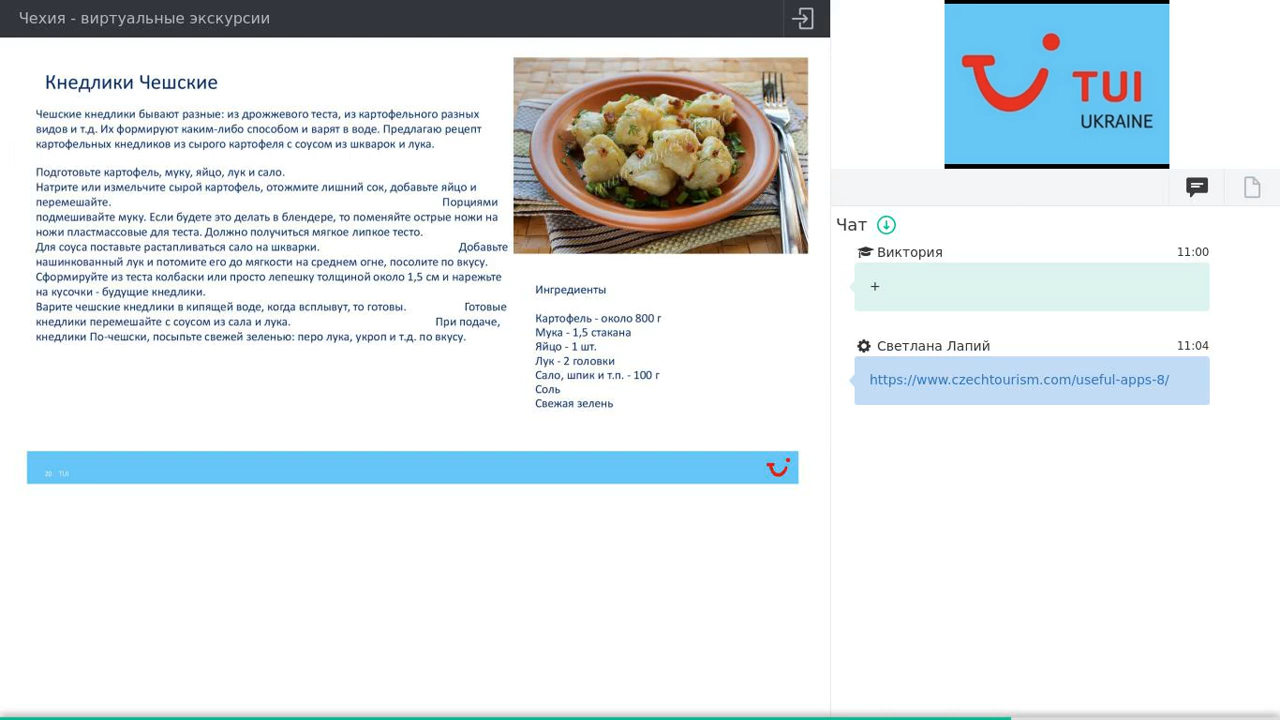 Чехия - виртуальные экскурсии
Кнедлики Чешские
Чешские кнедлики бывают разные: из дрожжевого теста, из картофельного разных
видов и т.д. Их формируют каким-либо способом и варят в воде. Предлагаю рецепт
картофельных кнедликов из сырого картофеля с соусом из шкварок и лука.
Подготовьте картофель, муку, яйцо, лук и сало.
Натрите или измельчите сырой картофель, отожмите лишний сок, добавьте яйцо и
перемешайте. Порциями
подмешивайте муку. Если будете это делать в блендере, то поменяйте острые ножи на
ножи пластмассовые для теста. Должно получиться мягкое липкое тесто.
Для соуса поставьте растапливаться сало на шкварки. Добавьте
нашинкованный лук и потомите его до мягкости на среднем огне, посолите по вкусу.
Сформируйте из теста колбаски или просто лепешку толщиной около 1,5 см и нарежьте
на кусочки - будущие кнедлики.
Варите чешские кнедлики в кипящей воде, когда всплывут, то готовы. Готовые
кнедлики перемешайте с соусом из сала и лука. При подаче,
кнедлики По-чешски, посыпьте свежей зеленью: перо лука, укроп и т.д. по вкусу.
Ингредиенты
Картофель - около 800 г
Мука - 1,5 стакана
Яйцо - 1 шт.
Лук - 2 головки
Сало, шпик и т.п. - 100 г
Соль
Свежая зелень
20 TUI
TUI
UKRAINE
Чат
Виктория 11:00
+
Светлана Лапий 11:04
https://www.czechtourism.com/useful-apps-8/